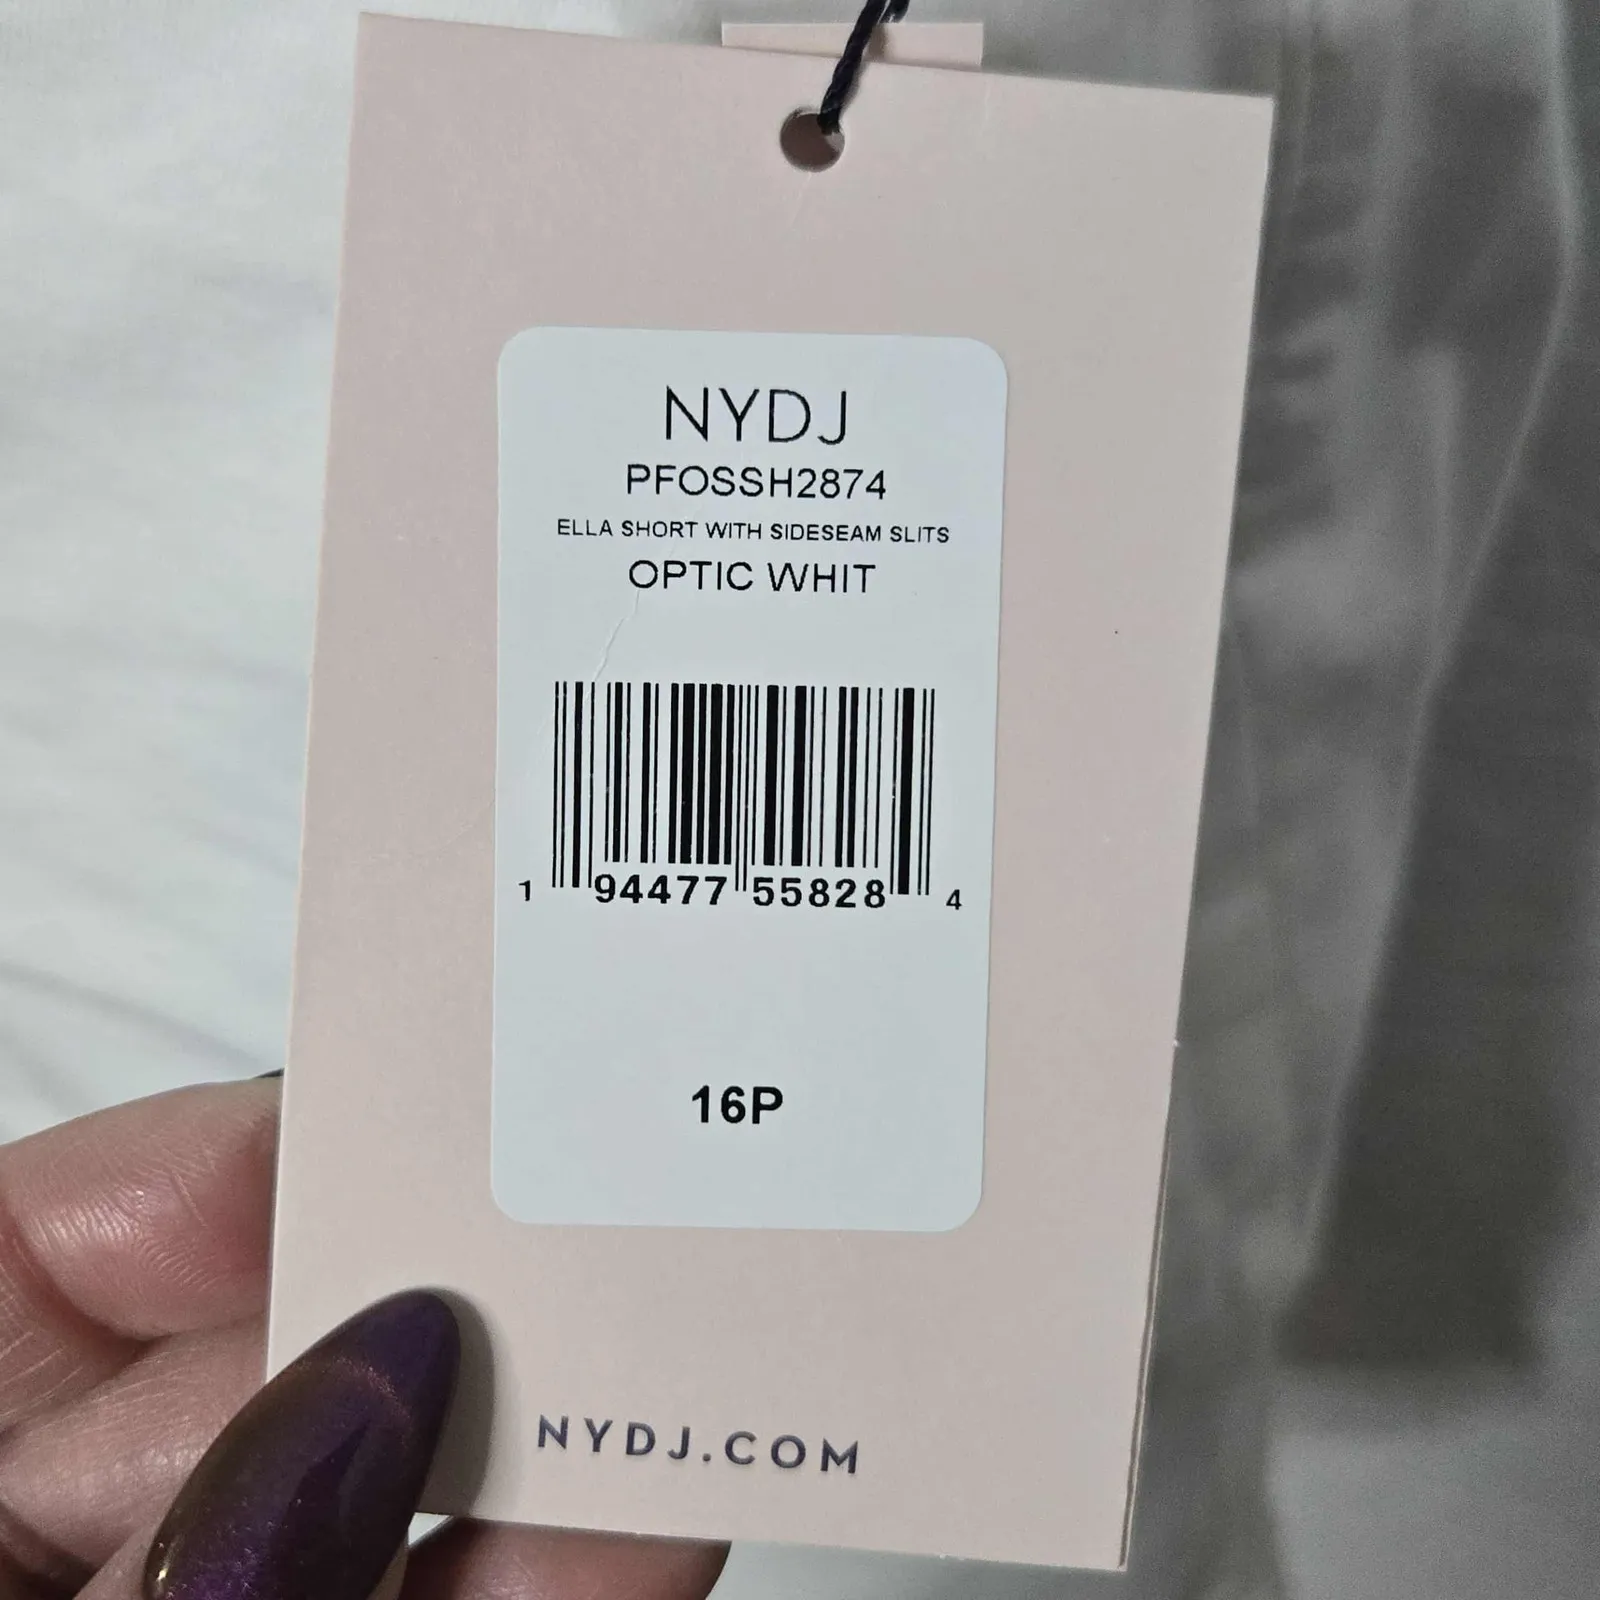 NYDJ
PFOSSH2874
ELLA SHORT WITH SIDESEAM SLITS
OPTIC WHIT
1 94477 55828 4
16P
NYDJ.COM